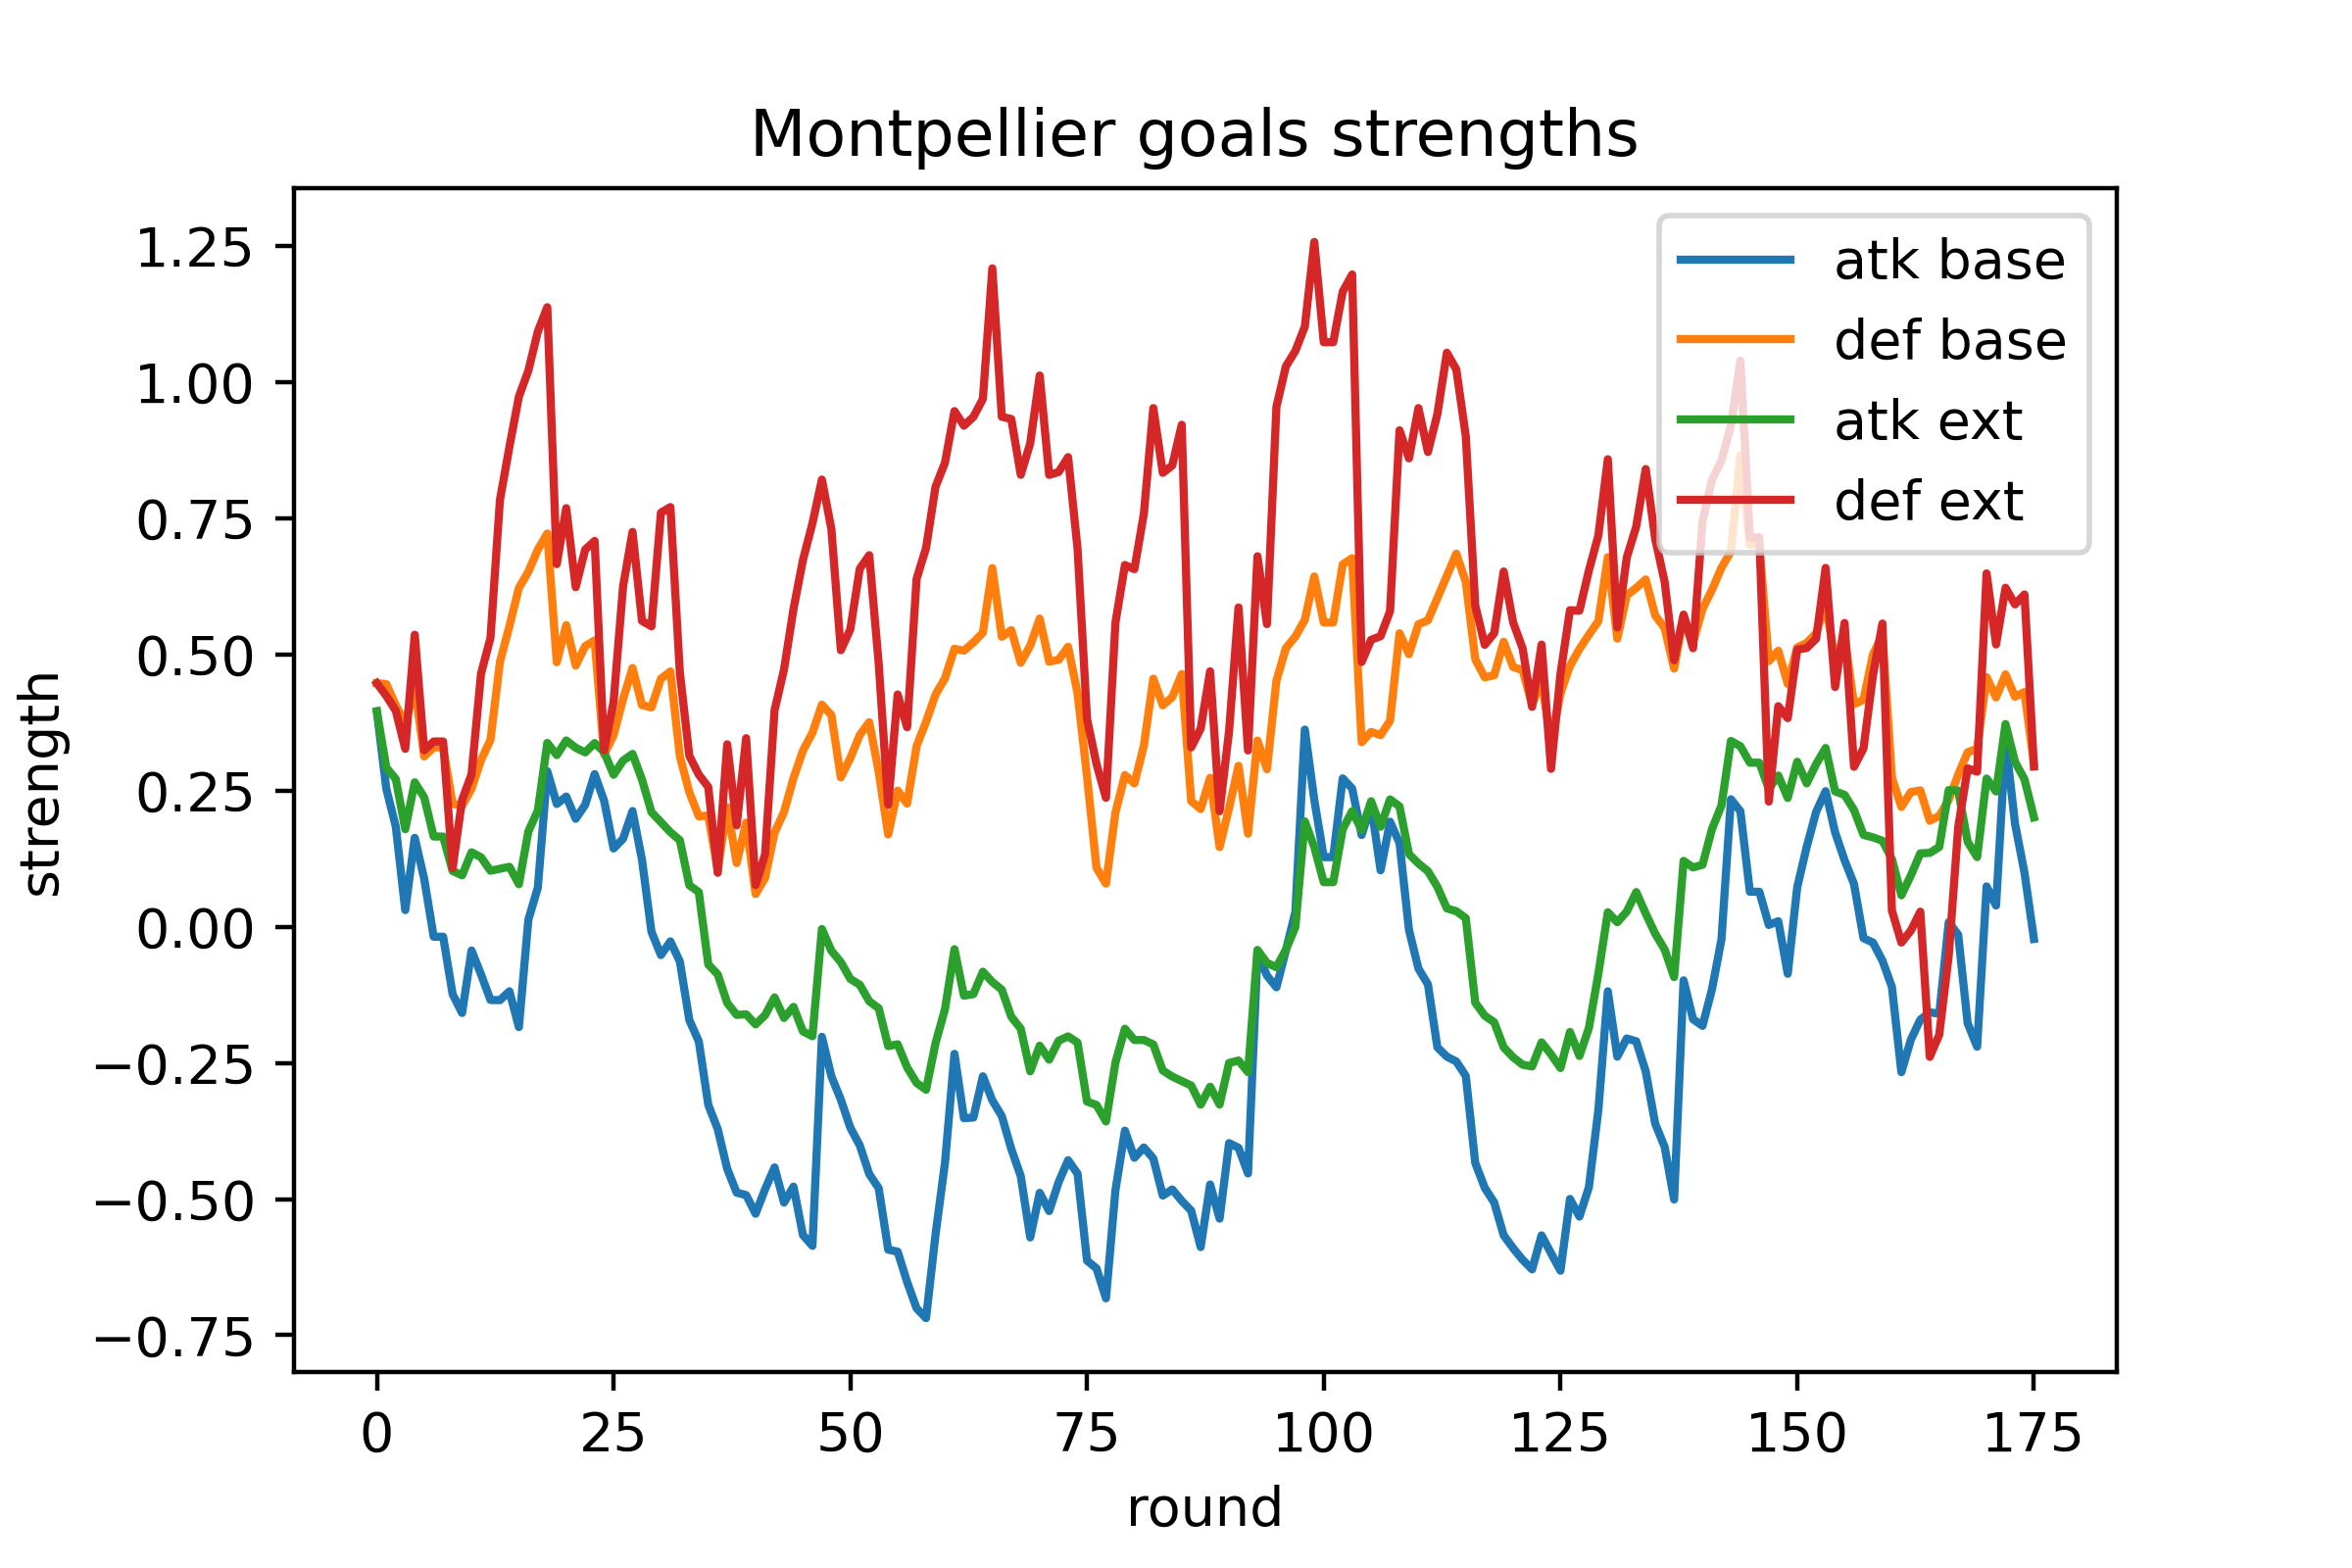 Montpellier goals strengths
1.25
1.00
0.75
0.50
0.25
0.00
−0.25
−0.50
−0.75
strength
0 25 50 75 100 125 150 175
round
atk base
def base
atk ext
def ext